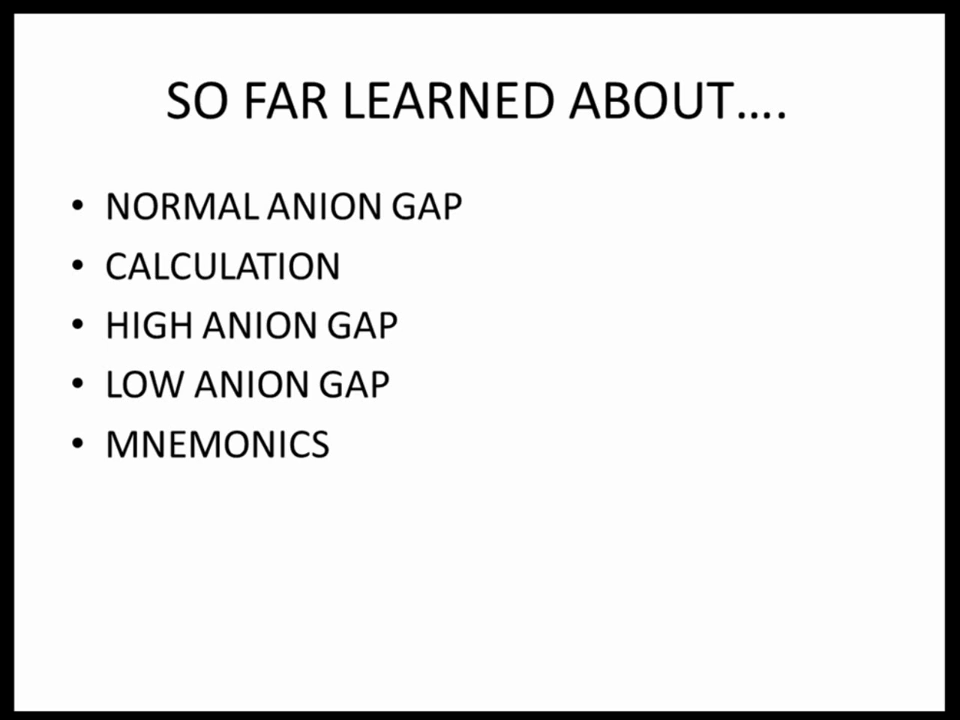 SO FAR LEARNED ABOUT….
• NORMAL ANION GAP
• CALCULATION
• HIGH ANION GAP
• LOW ANION GAP
• MNEMONICS